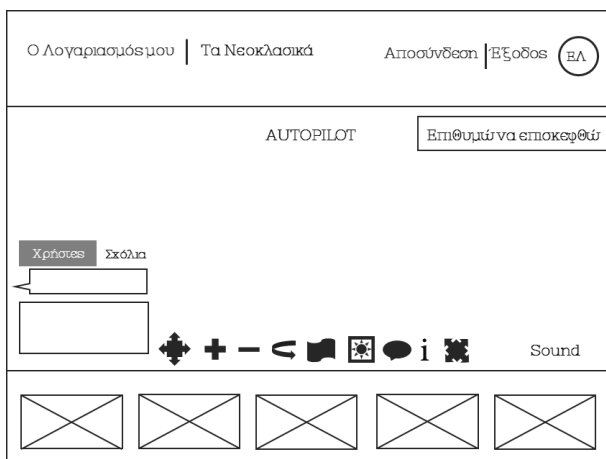 Ο Λογαριασμός μου | Τα Νεοκλασικά Αποσύνδεση | Έξοδος ΕΛ
AUTOPILOT Επιθυμώ να επισκεφθώ
Χρήστες Σχόλια
i Sound